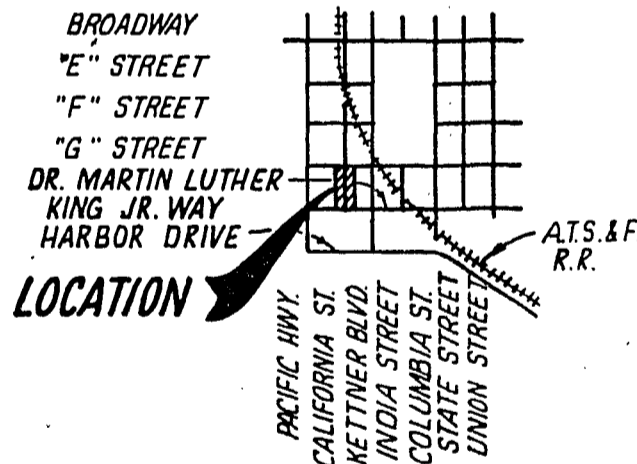 BROADWAY
"E" STREET
"F" STREET
"G" STREET
DR. MARTIN LUTHER
KING JR. WAY
HARBOR DRIVE
LOCATION
A.T.S.&F
R.R.
PACIFIC HWY.
CALIFORNIA ST.
KETTNER BLVD.
INDIA STREET
COLUMBIA ST.
STATE STREET
UNION STREET